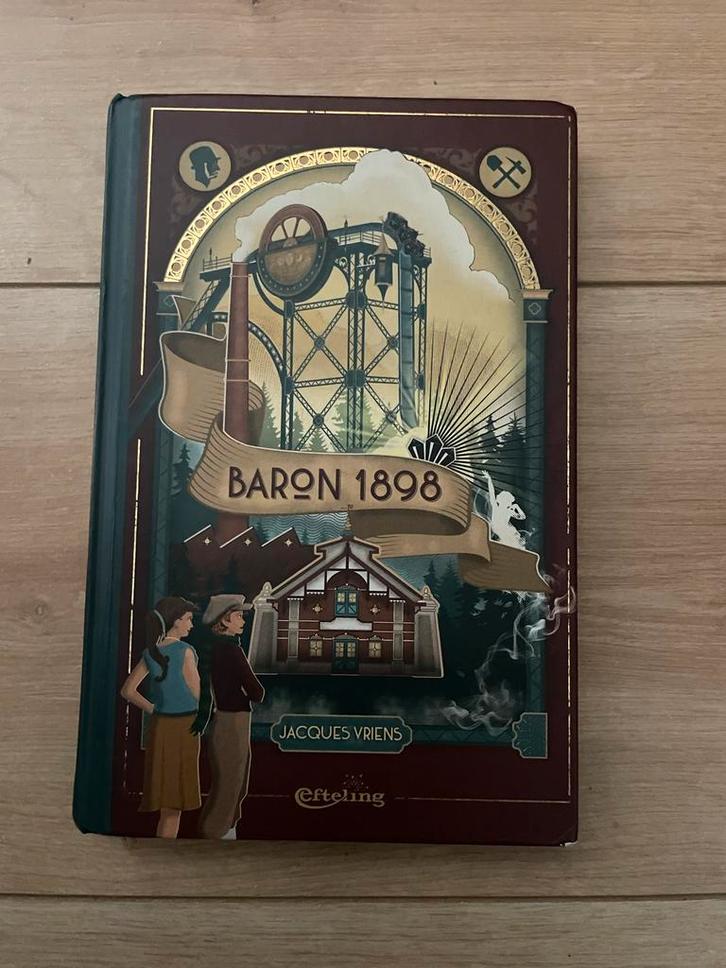 BARON 1898
JACQUES VRIENS
Efteling